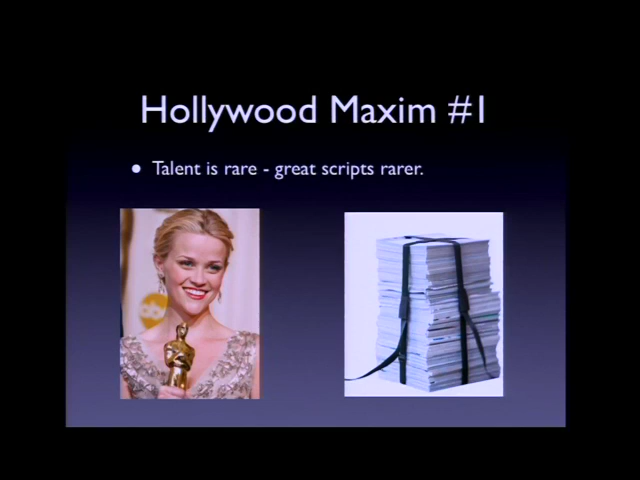 Hollywood Maxim #1
• Talent is rare - great scripts rarer.